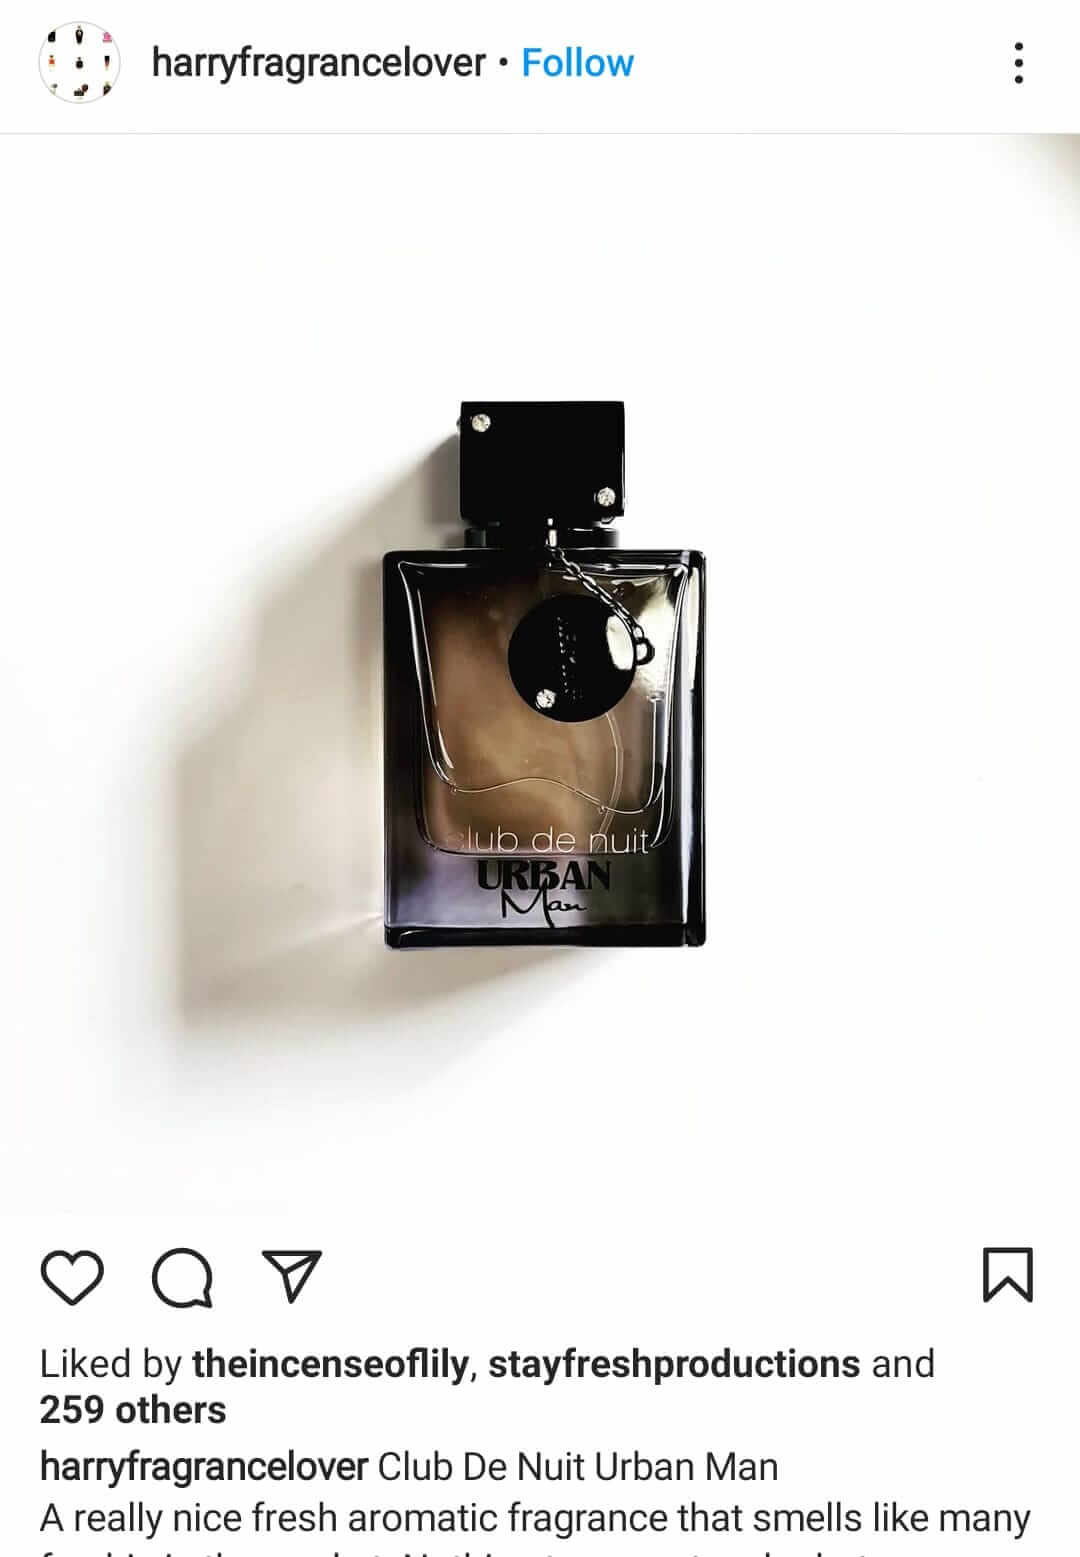 harryfragrancelover • Follow
club de nuit
URBAN
Man
Liked by theincenseoflily, stayfreshproductions and
259 others
harryfragrancelover Club De Nuit Urban Man
A really nice fresh aromatic fragrance that smells like many